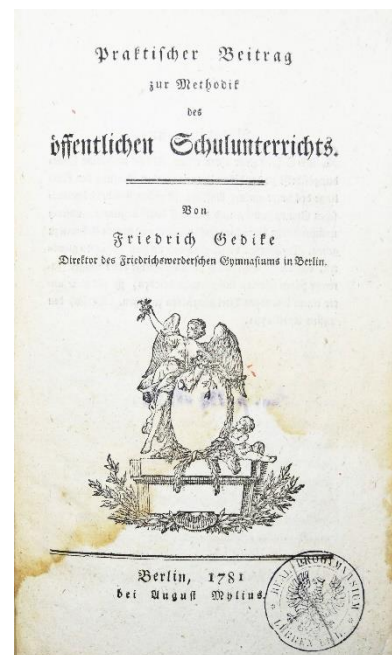 Praktischer Beitrag
zur Methodik
des
öffentlichen Schulunterrichts.
Von
Friedrich Gedike
Direktor des Friedrichswerderschen Gymnasiums in Berlin.
Berlin, 1781
bei August Mylius.
REALPROGYMNASIUM